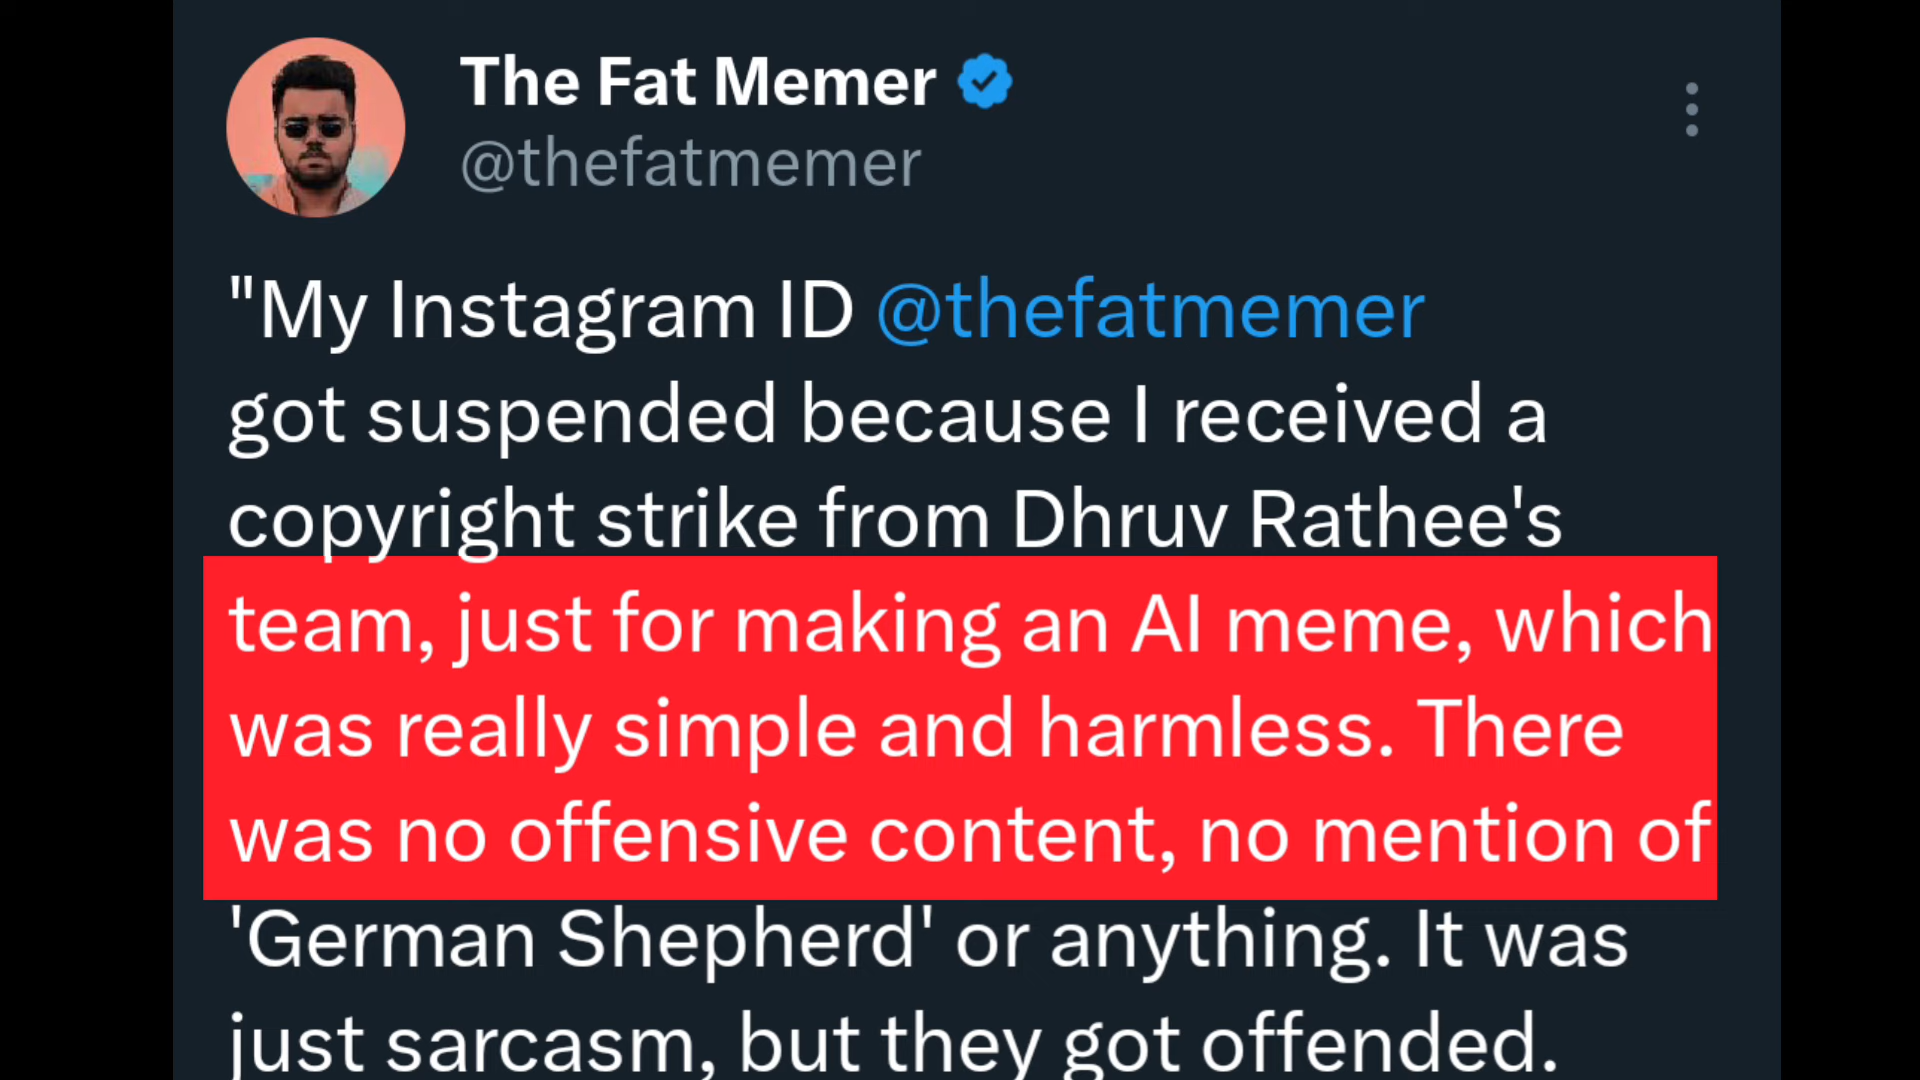 The Fat Memer
@thefatmemer
"My Instagram ID @thefatmemer
got suspended because I received a
copyright strike from Dhruv Rathee's
team, just for making an AI meme, which
was really simple and harmless. There
was no offensive content, no mention of
'German Shepherd' or anything. It was
just sarcasm, but they got offended.